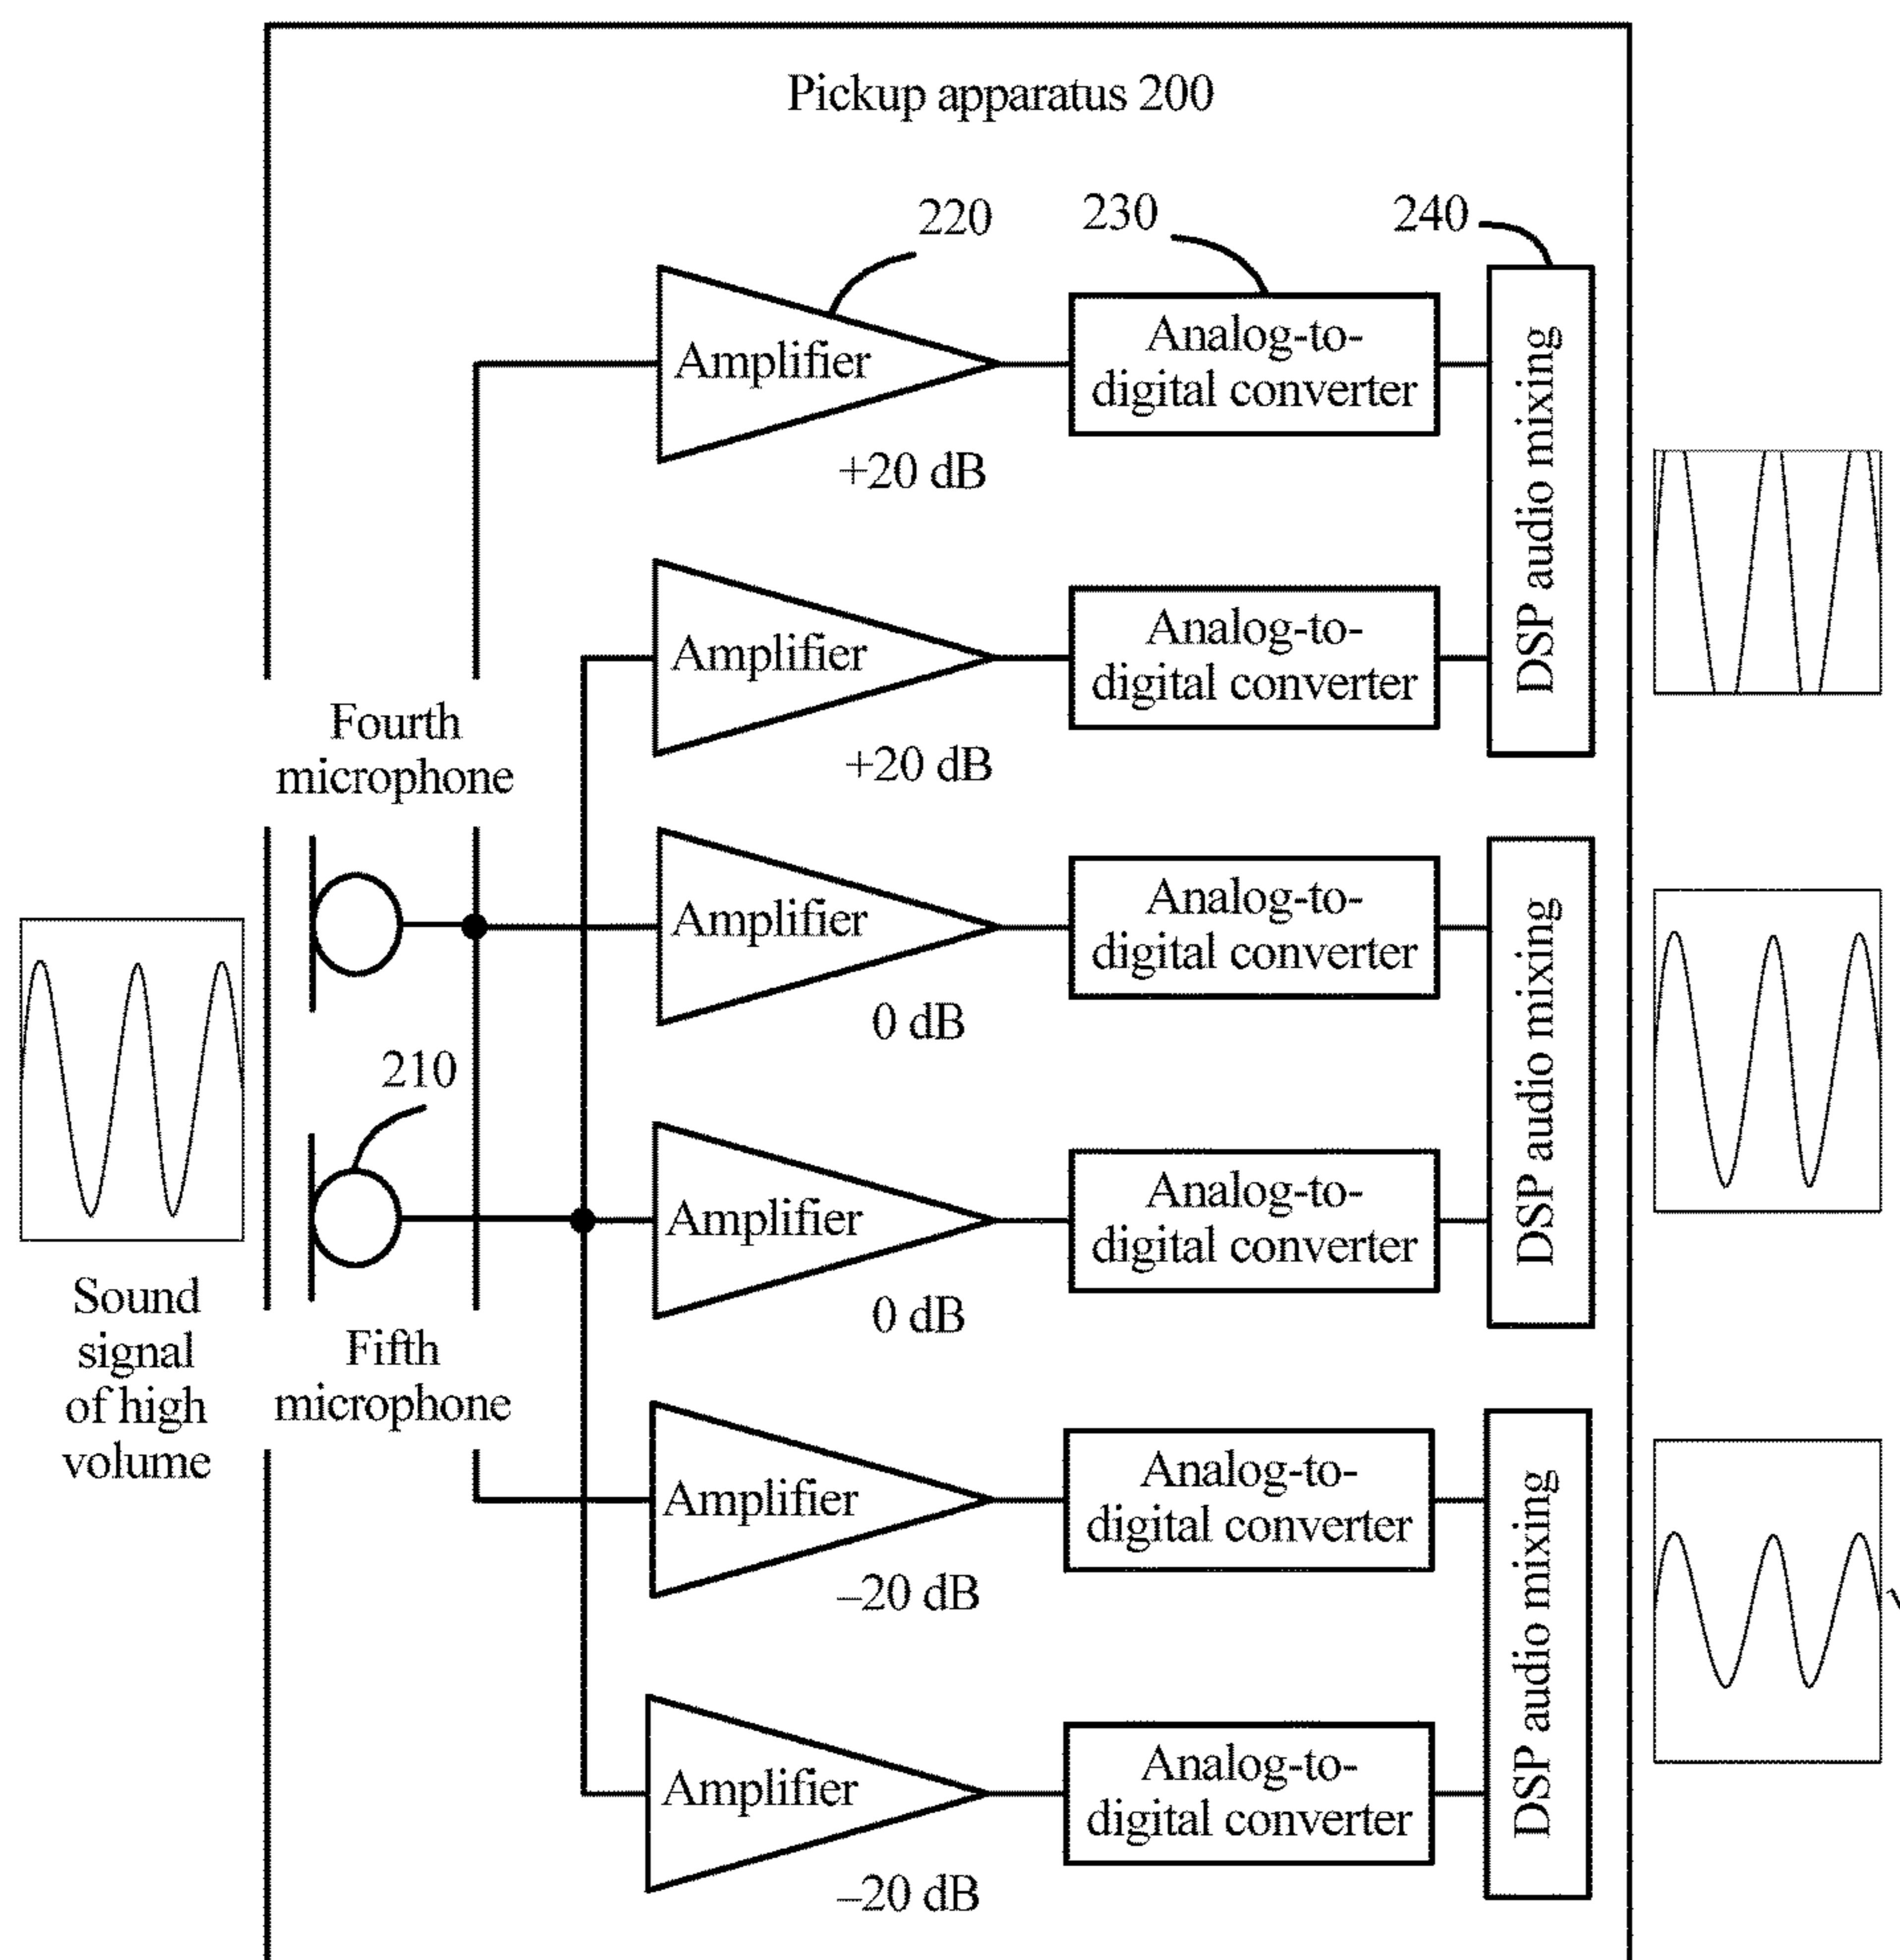 Pickup apparatus 200
220
230
240
Amplifier
+20 dB
Analog-to-
digital converter
DSP audio mixing
Amplifier
+20 dB
Analog-to-
digital converter
Fourth
microphone
Amplifier
0 dB
Analog-to-
digital converter
DSP audio mixing
210
Amplifier
0 dB
Analog-to-
digital converter
Sound
signal
of high
volume
Fifth
microphone
Amplifier
–20 dB
Analog-to-
digital converter
DSP audio mixing
Amplifier
–20 dB
Analog-to-
digital converter